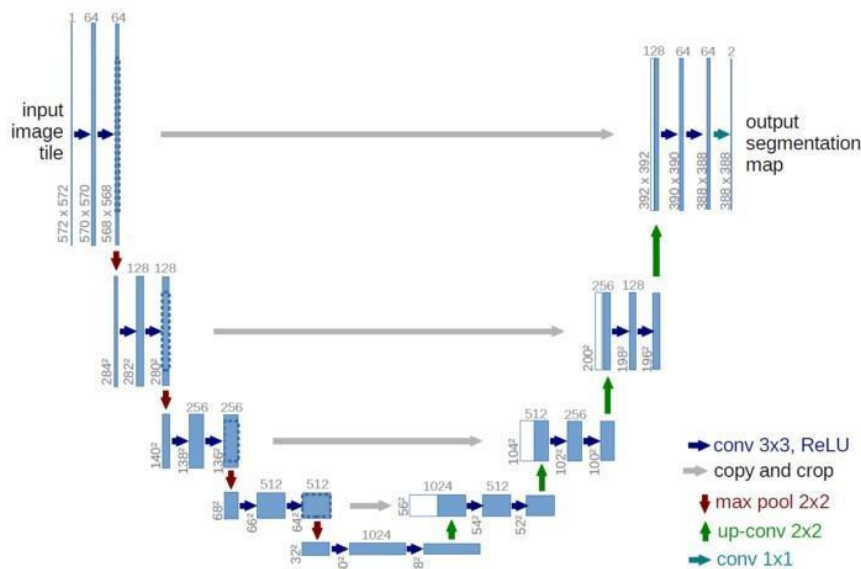 1
64
64
128
64
64
2
input
image
tile
output
segmentation
map
572 x 572
570 x 570
568 x 568
392 x 392
390 x 390
388 x 388
388 x 388
128
128
256
128
284²
282²
280²
200²
198²
196²
256
256
512
256
140²
138²
136²
104²
102²
100²
512
512
1024
512
68²
66²
64²
56²
54²
52²
1024
32²
0²
8²
conv 3x3, ReLU
copy and crop
max pool 2x2
up-conv 2x2
conv 1x1